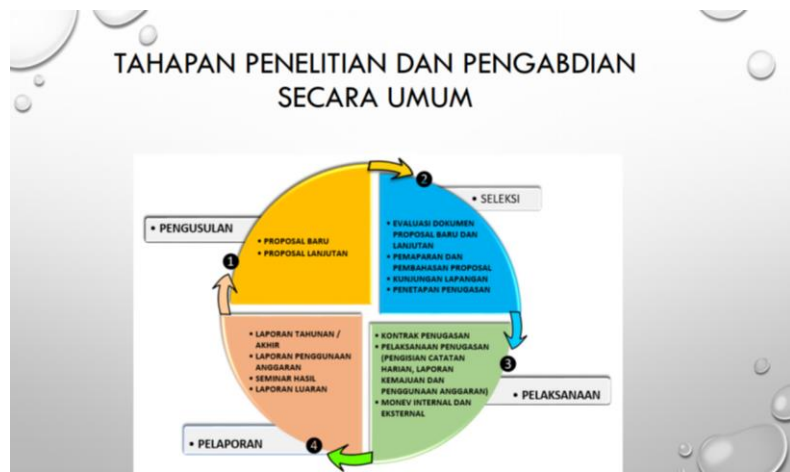 TAHAPAN PENELITIAN DAN PENGABDIAN
SECARA UMUM
1
• PENGUSULAN
• PROPOSAL BARU
• PROPOSAL LANJUTAN
2
• SELEKSI
• EVALUASI DOKUMEN
PROPOSAL BARU DAN
LANJUTAN
• PEMAPARAN DAN
PEMBAHASAN PROPOSAL
• KUNJUNGAN LAPANGAN
• PENETAPAN PENUGASAN
3
• PELAKSANAAN
• KONTRAK PENUGASAN
• PELAKSANAAN PENUGASAN
(PENGISIAN CATATAN
HARIAN, LAPORAN
KEMAJUAN DAN
PENGGUNAAN ANGGARAN)
• MONEV INTERNAL DAN
EKSTERNAL
4
• PELAPORAN
• LAPORAN TAHUNAN /
AKHIR
• LAPORAN PENGGUNAAN
ANGGARAN
• SEMINAR HASIL
• LAPORAN LUARAN